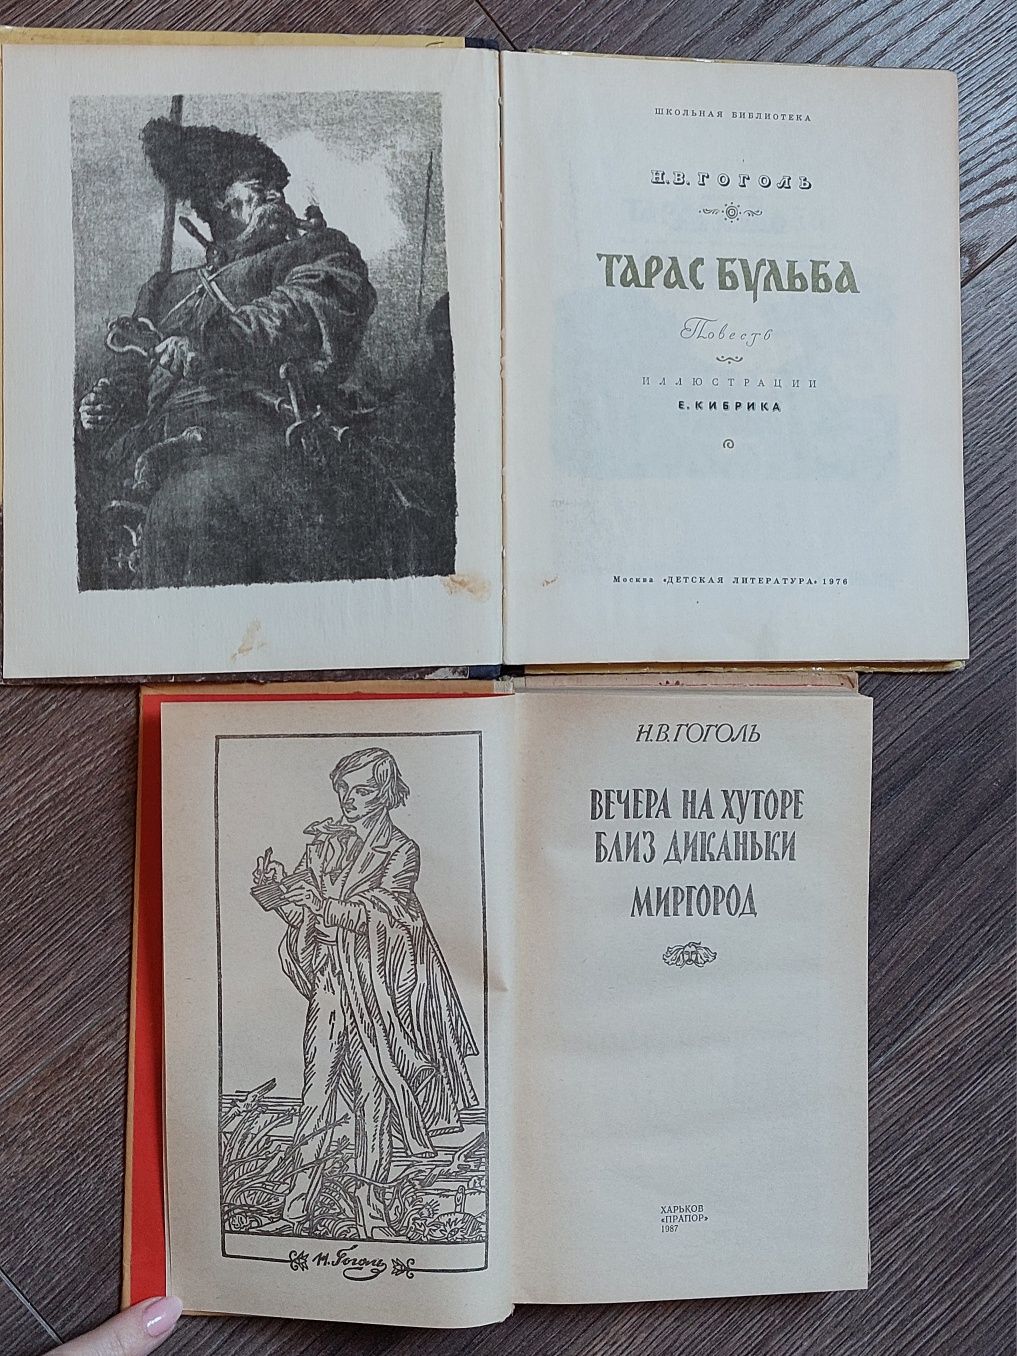 ШКОЛЬНАЯ БИБЛИОТЕКА
Н.В.ГОГОЛЬ
ТАРАС БУЛЬБА
Повесть
ИЛЛЮСТРАЦИИ
Е. КИБРИКА
Москва «ДЕТСКАЯ ЛИТЕРАТУРА» 1976
Н.В.ГОГОЛЬ
ВЕЧЕРА НА ХУТОРЕ
БЛИЗ ДИКАНЬКИ
МИРГОРОД
ХАРЬКОВ
«ПРАПОР»
1987
Н. Гоголь